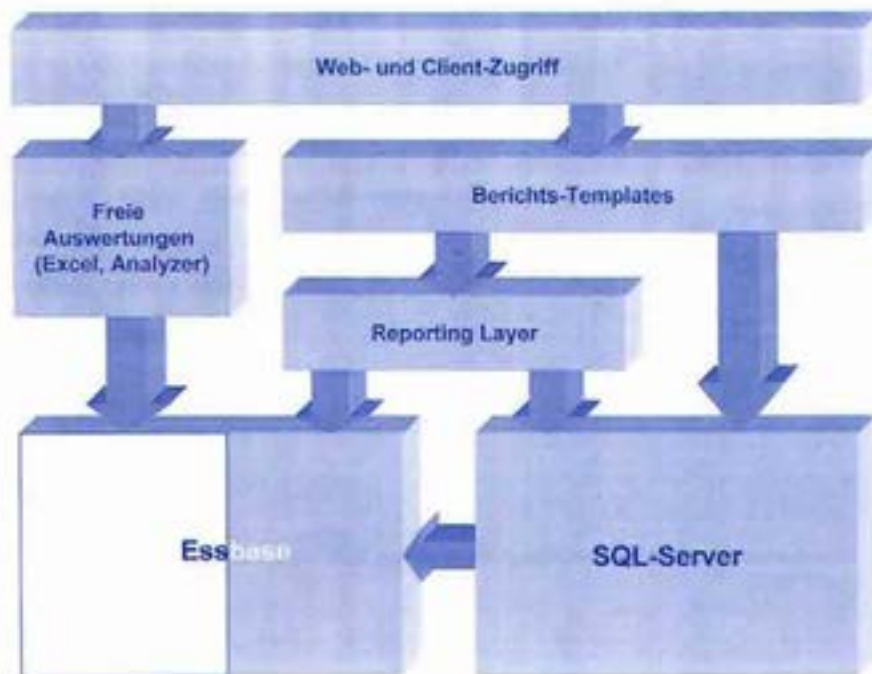 Web- und Client-Zugriff
Freie
Auswertungen
(Excel, Analyzer)
Berichts-Templates
Reporting Layer
Essbase
SQL-Server